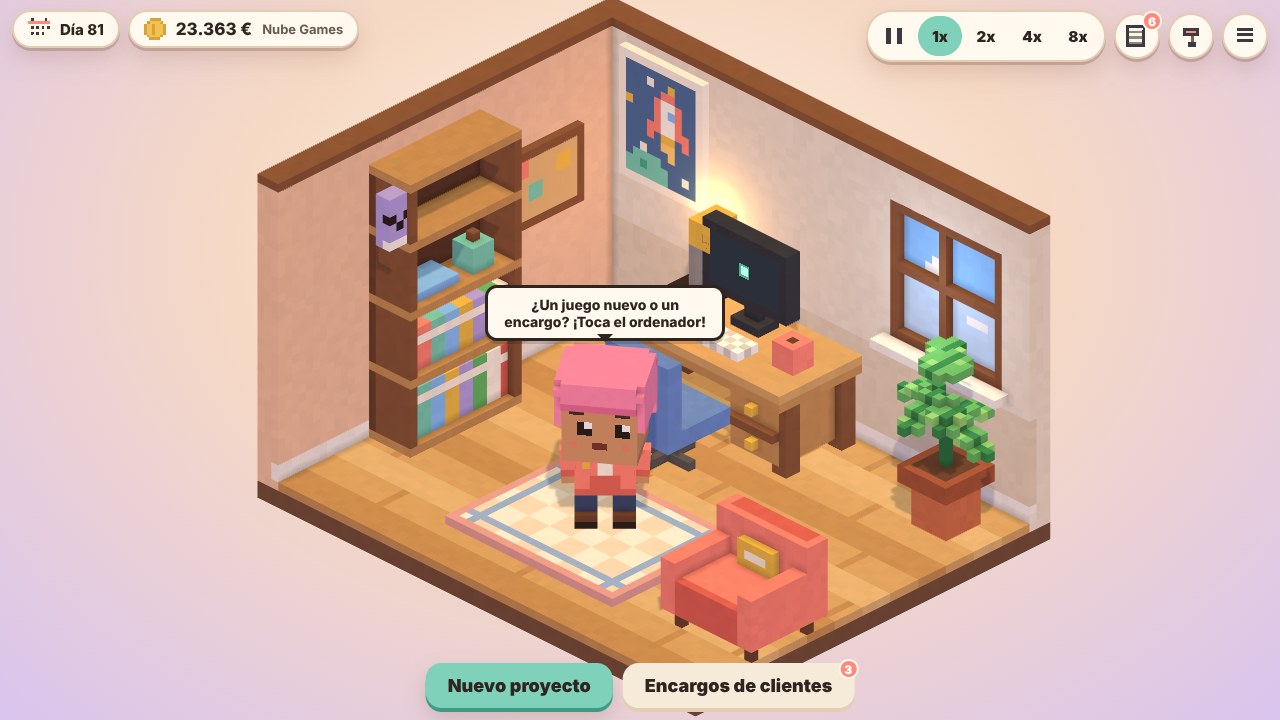 Día 81
23.363 €
Nube Games
1x
2x
4x
8x
6
¿Un juego nuevo o un
encargo? ¡Toca el ordenador!
Nuevo proyecto
Encargos de clientes
3